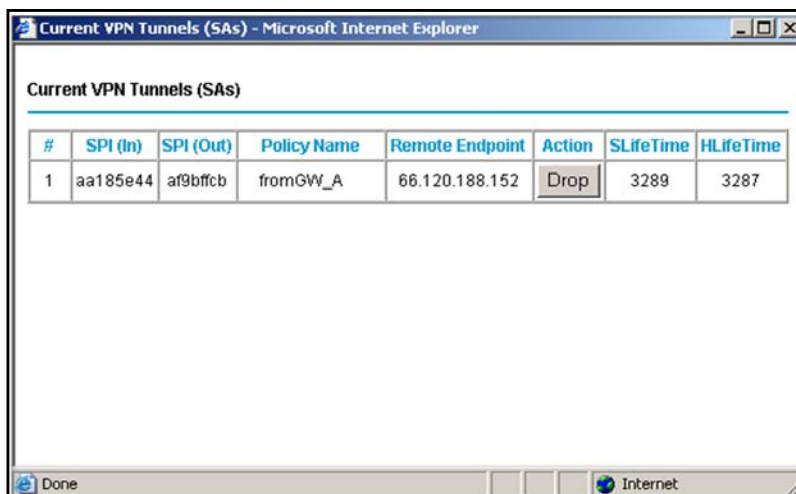 Current VPN Tunnels (SAs) - Microsoft Internet Explorer
Current VPN Tunnels (SAs)
# SPI (In) SPI (Out) Policy Name Remote Endpoint Action SLifeTime HLifeTime
1 aa185e44 af9bffcb fromGW_A 66.120.188.152 Drop 3289 3287
Done Internet